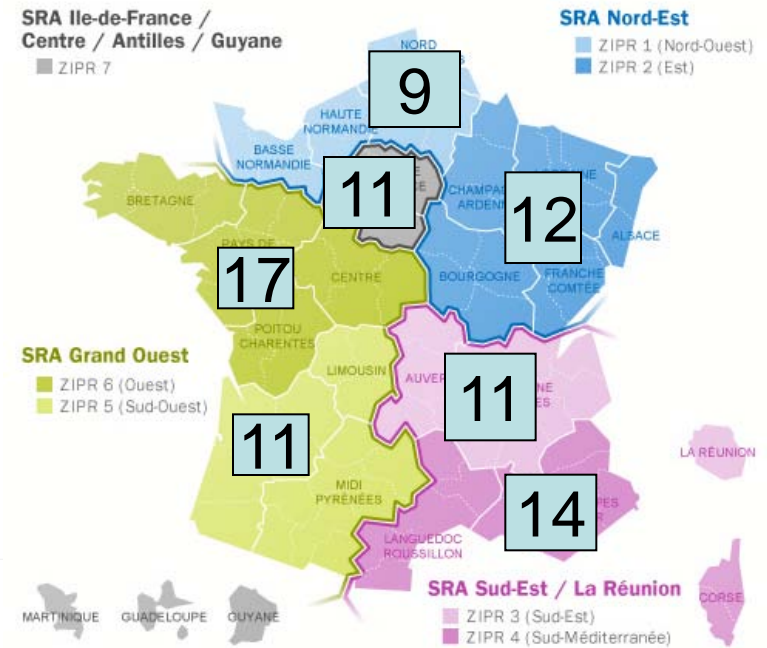 SRA Ile-de-France /
Centre / Antilles / Guyane
ZIPR 7
SRA Nord-Est
ZIPR 1 (Nord-Ouest)
ZIPR 2 (Est)
NORD
9
HAUTE
NORMANDIE
BASSE
NORMANDIE
11
12
ALSACE
BRETAGNE
PAYS DE
17
CENTRE
BOURGOGNE
FRANCHE
COMTÉE
POITOU
CHARENTES
SRA Grand Ouest
ZIPR 6 (Ouest)
ZIPR 5 (Sud-Ouest)
LIMOUSIN
11
11
MIDI
PYRÉNÉES
14
LA RÉUNION
LANGUEDOC
ROUSSILLON
SRA Sud-Est / La Réunion
ZIPR 3 (Sud-Est)
ZIPR 4 (Sud-Méditerranée)
CORSE
MARTINIQUE
GUADELOUPE
GUYANE